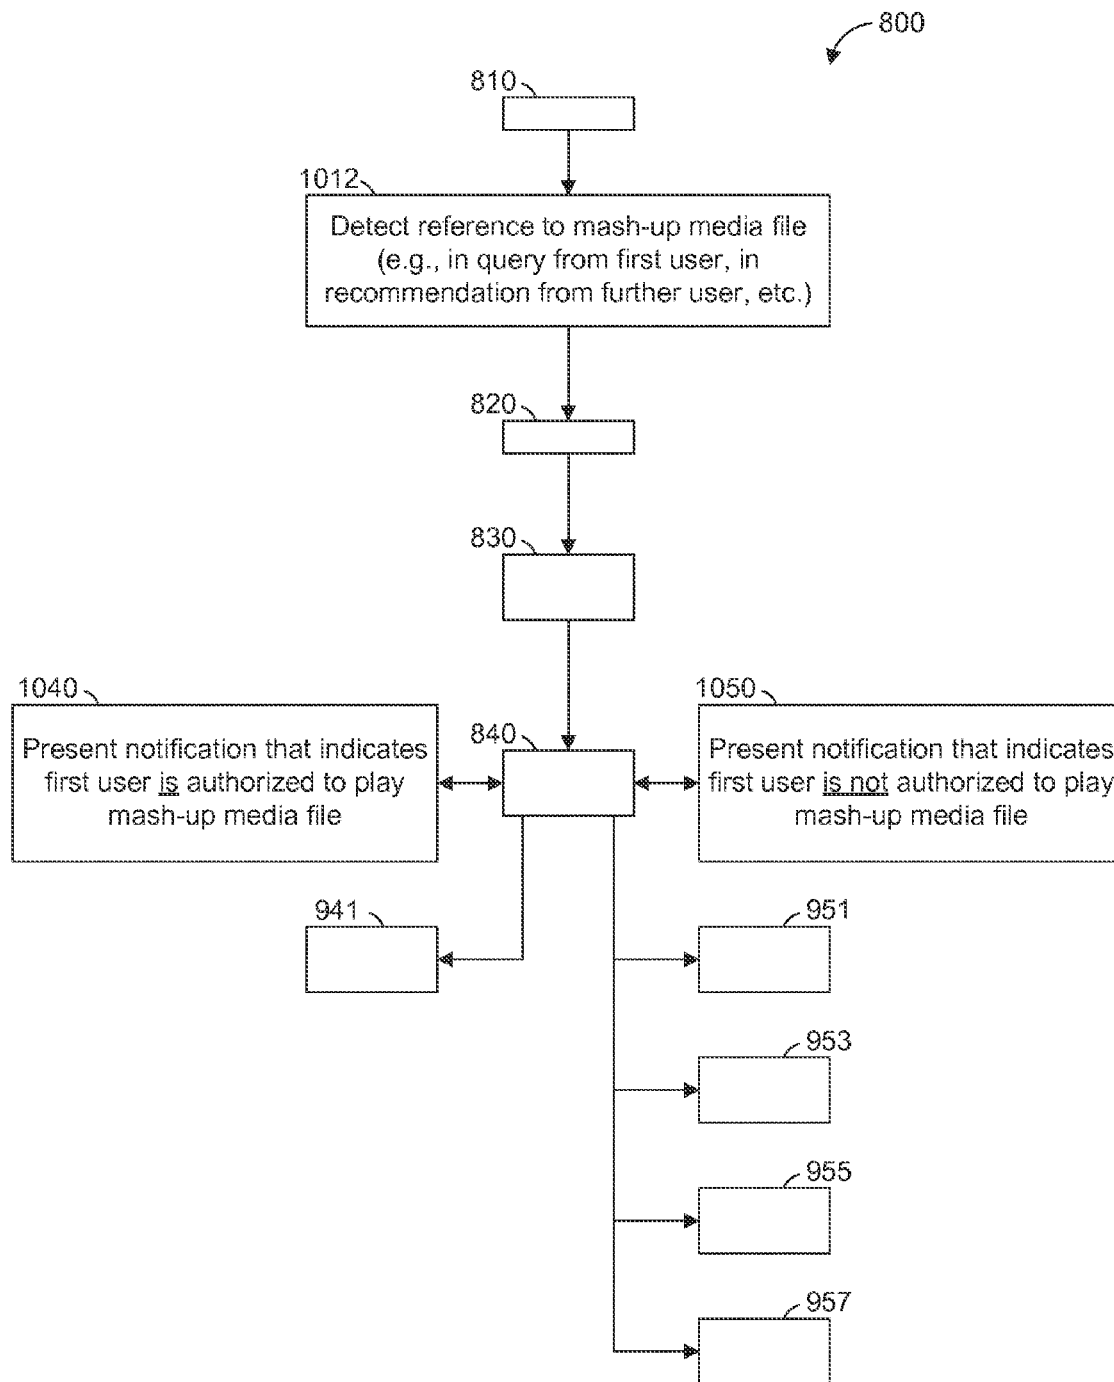 800
810
1012
Detect reference to mash-up media file
(e.g., in query from first user, in
recommendation from further user, etc.)
820
830
1040
Present notification that indicates
first user is authorized to play
mash-up media file
840
1050
Present notification that indicates
first user is not authorized to play
mash-up media file
941
951
953
955
957